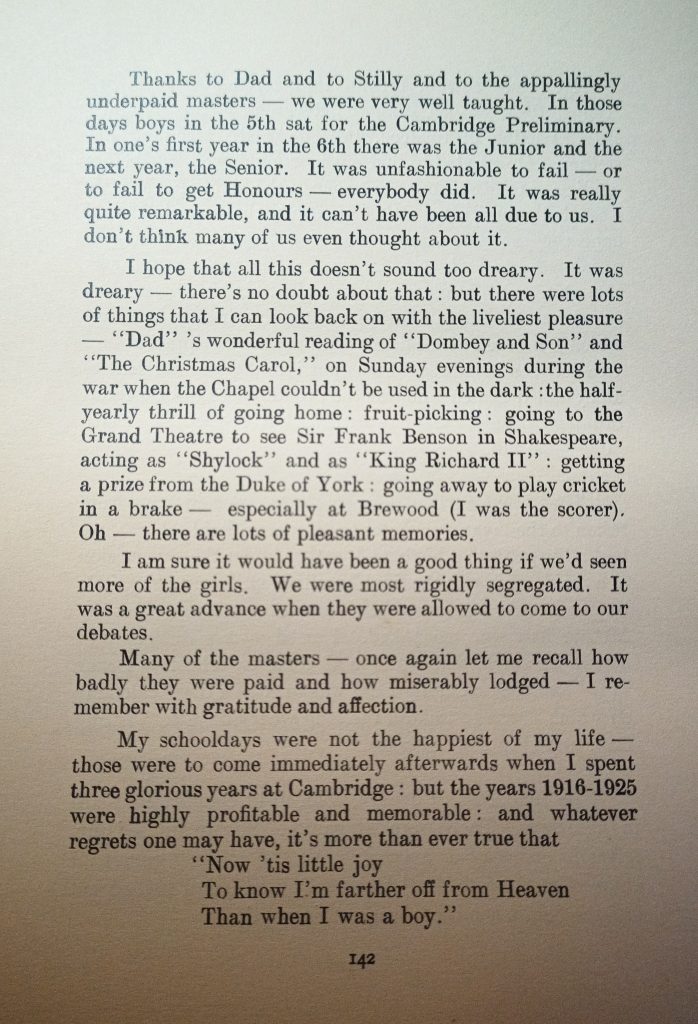 Thanks to Dad and to Stilly and to the appallingly
underpaid masters — we were very well taught. In those
days boys in the 5th sat for the Cambridge Preliminary.
In one's first year in the 6th there was the Junior and the
next year, the Senior. It was unfashionable to fail — or
to fail to get Honours — everybody did. It was really
quite remarkable, and it can't have been all due to us. I
don't think many of us even thought about it.
I hope that all this doesn't sound too dreary. It was
dreary — there's no doubt about that : but there were lots
of things that I can look back on with the liveliest pleasure
— "Dad" 's wonderful reading of "Dombey and Son" and
"The Christmas Carol," on Sunday evenings during the
war when the Chapel couldn't be used in the dark :the half-
yearly thrill of going home : fruit-picking : going to the
Grand Theatre to see Sir Frank Benson in Shakespeare,
acting as "Shylock" and as "King Richard II" : getting
a prize from the Duke of York : going away to play cricket
in a brake — especially at Brewood (I was the scorer).
Oh — there are lots of pleasant memories.
I am sure it would have been a good thing if we'd seen
more of the girls. We were most rigidly segregated. It
was a great advance when they were allowed to come to our
debates.
Many of the masters — once again let me recall how
badly they were paid and how miserably lodged — I re-
member with gratitude and affection.
My schooldays were not the happiest of my life —
those were to come immediately afterwards when I spent
three glorious years at Cambridge : but the years 1916-1925
were highly profitable and memorable : and whatever
regrets one may have, it's more than ever true that
"Now 'tis little joy
To know I'm farther off from Heaven
Than when I was a boy."
142